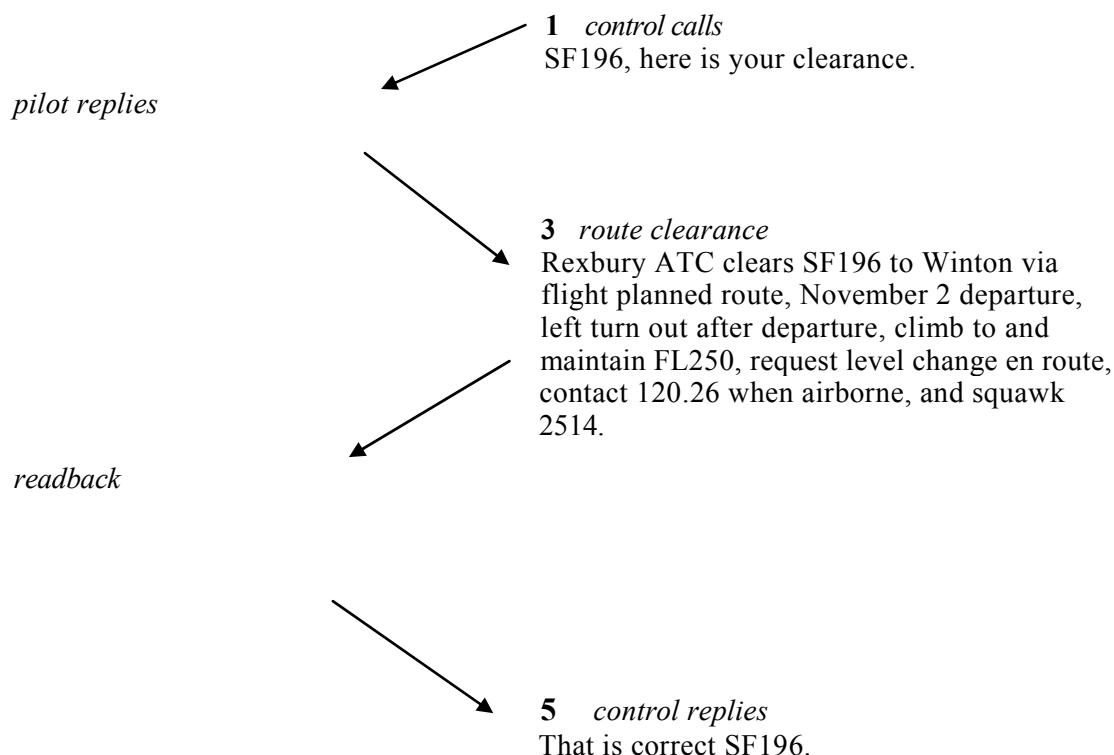 1 control calls
SF196, here is your clearance.
pilot replies
3 route clearance
Rexbury ATC clears SF196 to Winton via
flight planned route, November 2 departure,
left turn out after departure, climb to and
maintain FL250, request level change en route,
contact 120.26 when airborne, and squawk
2514.
readback
5 control replies
That is correct SF196.